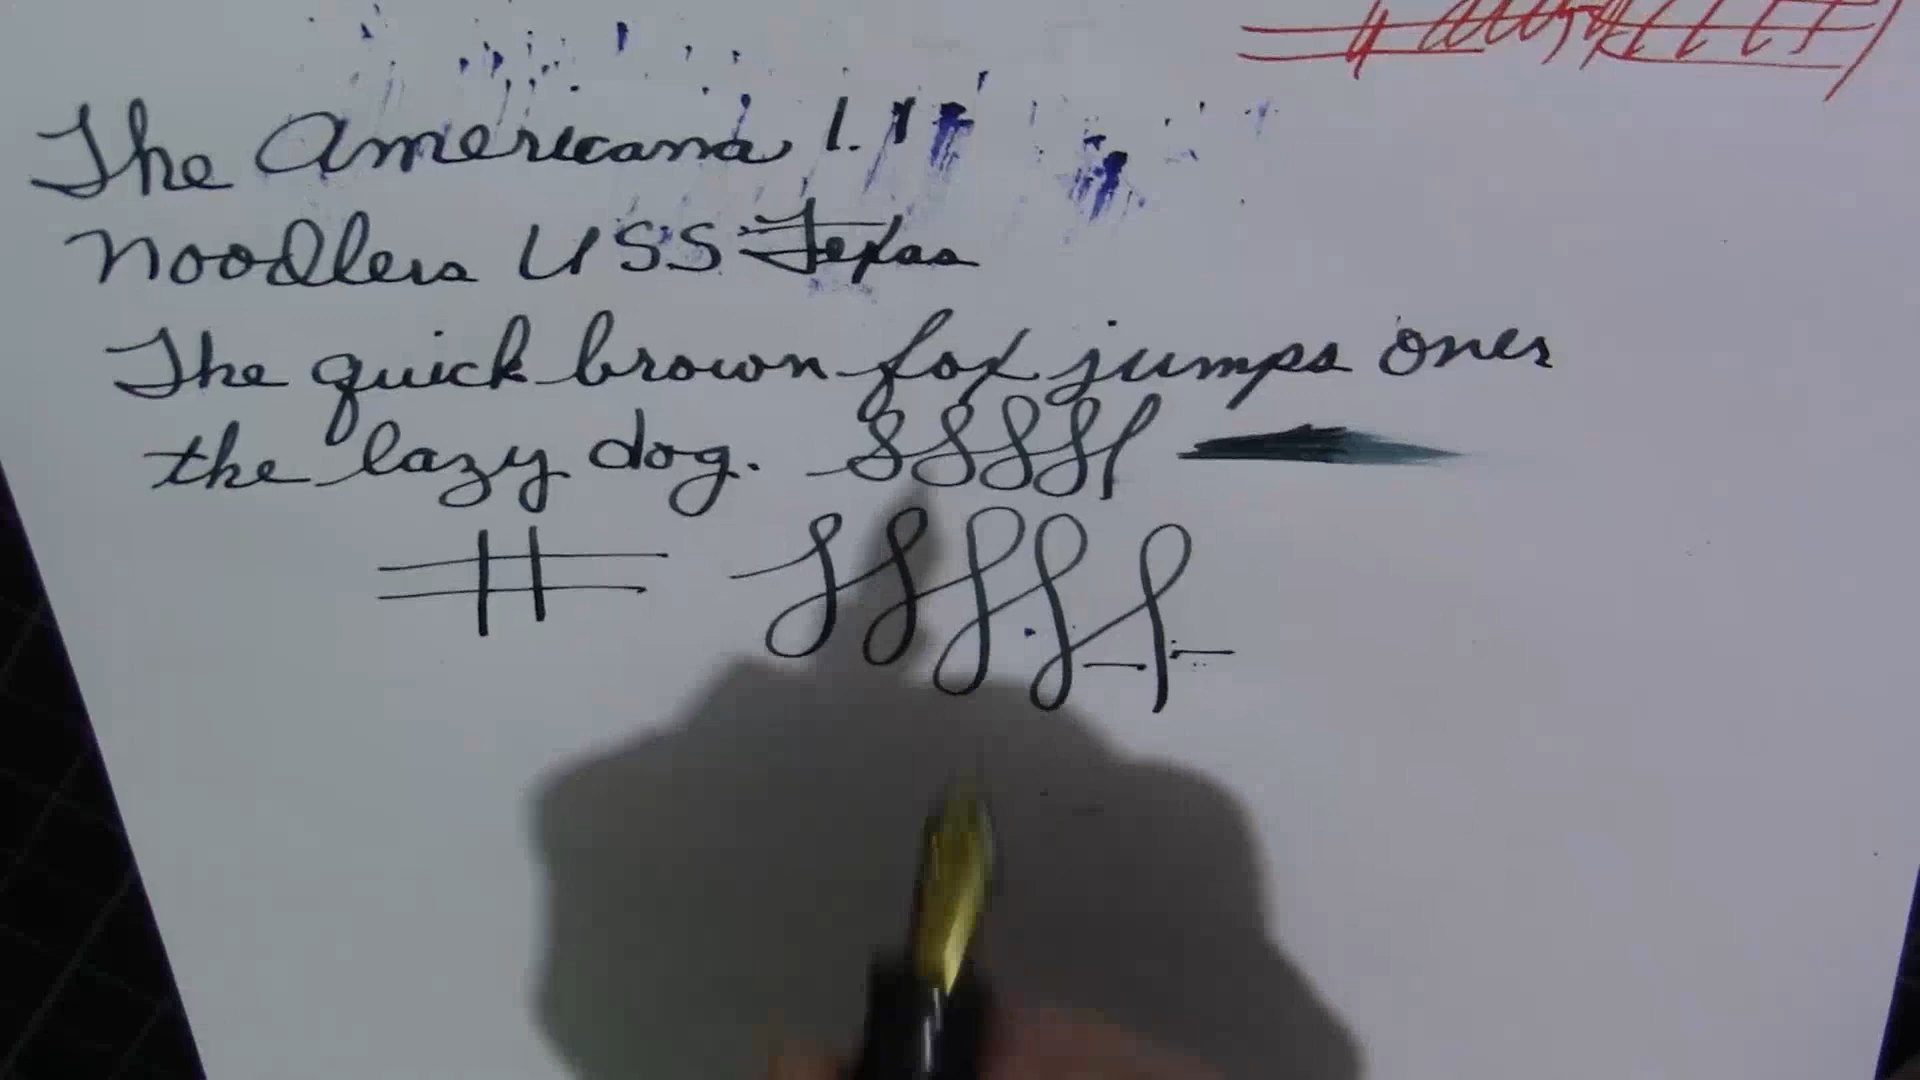 The Americana 1.1
Noodlers USS Texas
The quick brown fox jumps over
the lazy dog.